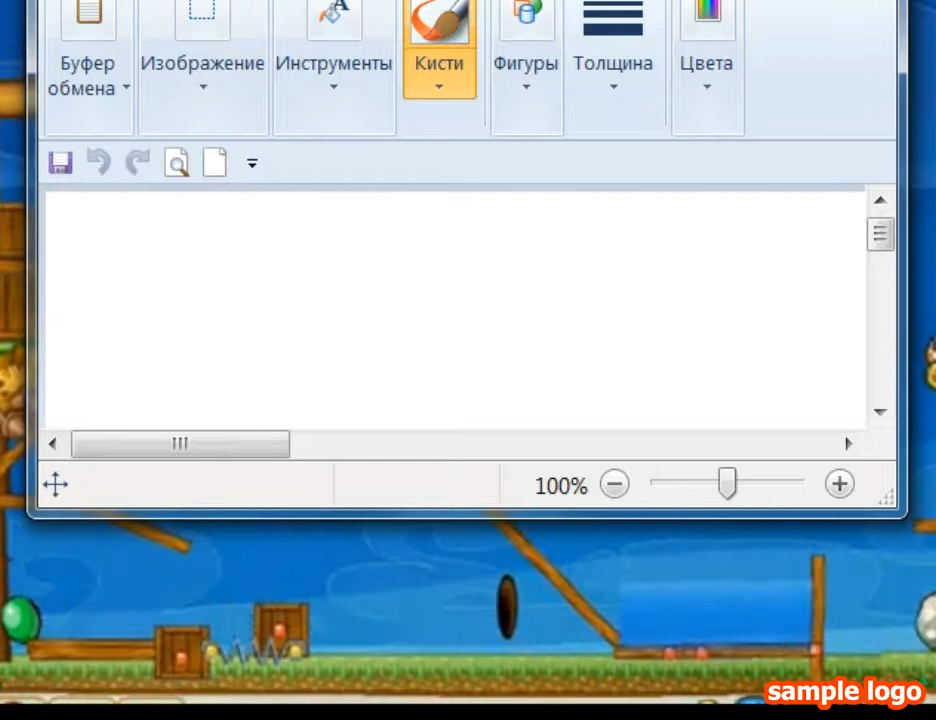 Буфер обмена
Изображение
Инструменты
Кисти
Фигуры
Толщина
Цвета
100%
sample logo